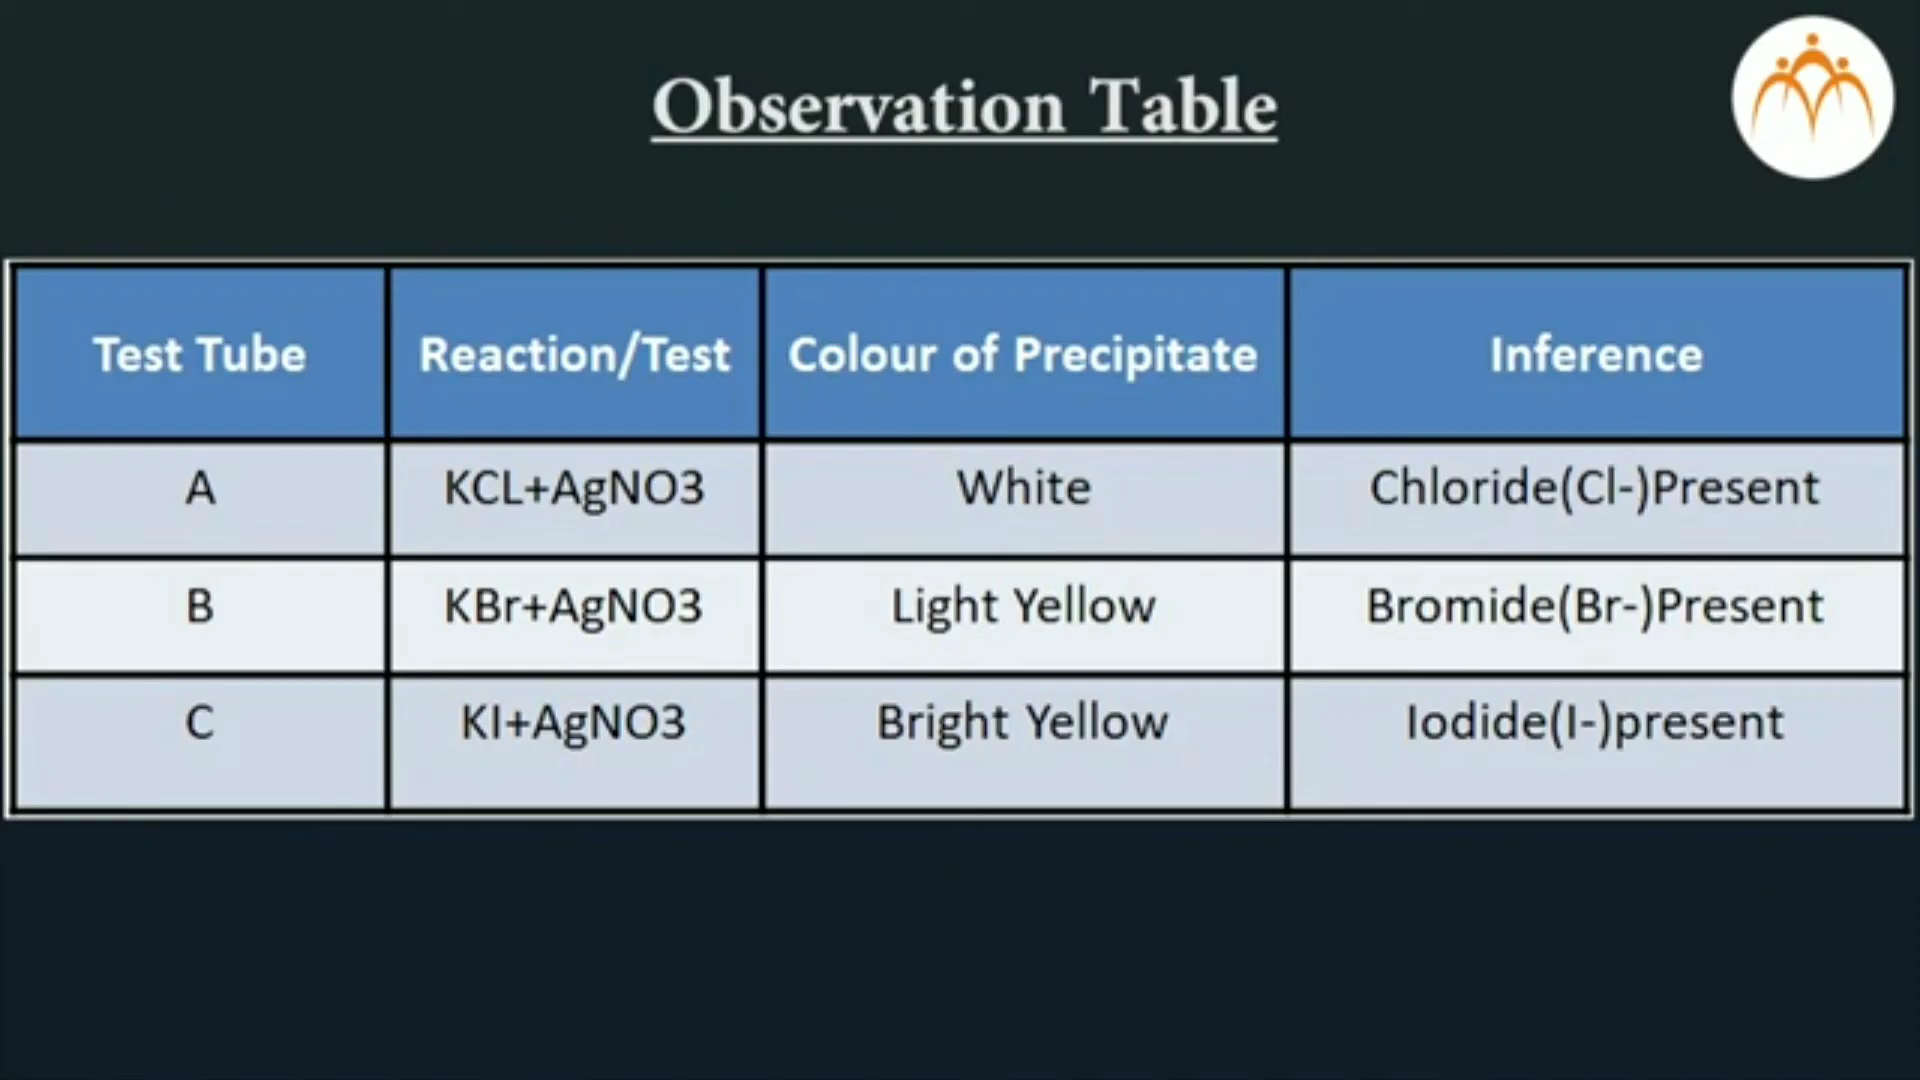 Observation Table
Test Tube Reaction/Test Colour of Precipitate Inference
A KCL+AgNO3 White Chloride(Cl-)Present
B KBr+AgNO3 Light Yellow Bromide(Br-)Present
C KI+AgNO3 Bright Yellow Iodide(I-)present